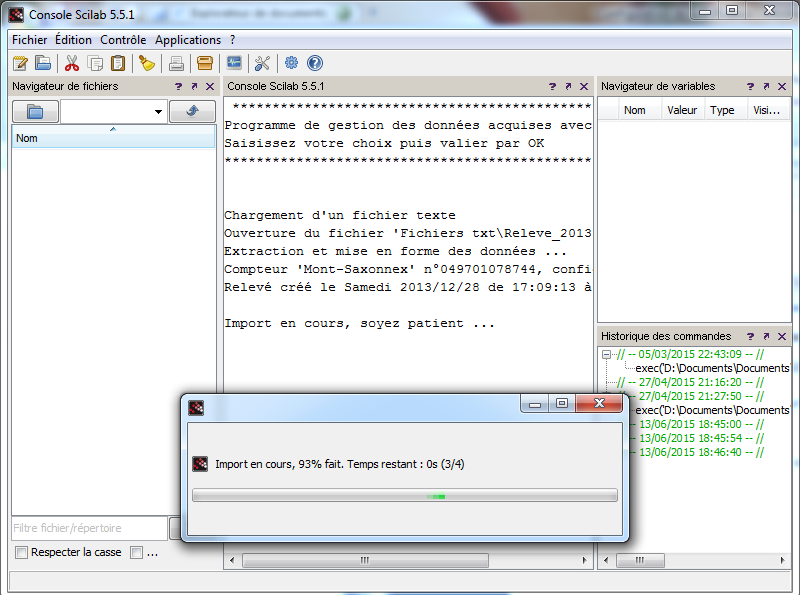 Console Scilab 5.5.1
Fichier Édition Contrôle Applications ?
Navigateur de fichiers
Nom
Filtre fichier/répertoire
Respecter la casse ...
Console Scilab 5.5.1
***********************************************
Programme de gestion des données acquises avec
Saisissez votre choix puis valier par OK
************************************************
Chargement d'un fichier texte
Ouverture du fichier 'Fichiers txt\Releve_2013
Extraction et mise en forme des données ...
Compteur 'Mont-Saxonnex' n°049701078744, confi
Relevé créé le Samedi 2013/12/28 de 17:09:13 à
Import en cours, soyez patient ...
Navigateur de variables
Nom Valeur Type Visi...
Historique des commandes
// -- 05/03/2015 22:43:09 -- //
exec('D:\Documents\Documents
// -- 27/04/2015 21:16:20 -- //
// -- 27/04/2015 21:27:50 -- //
exec('D:\Documents\Documents
-- 13/06/2015 18:45:00 -- //
-- 13/06/2015 18:45:54 -- //
-- 13/06/2015 18:46:40 -- //
Import en cours, 93% fait. Temps restant : 0s (3/4)